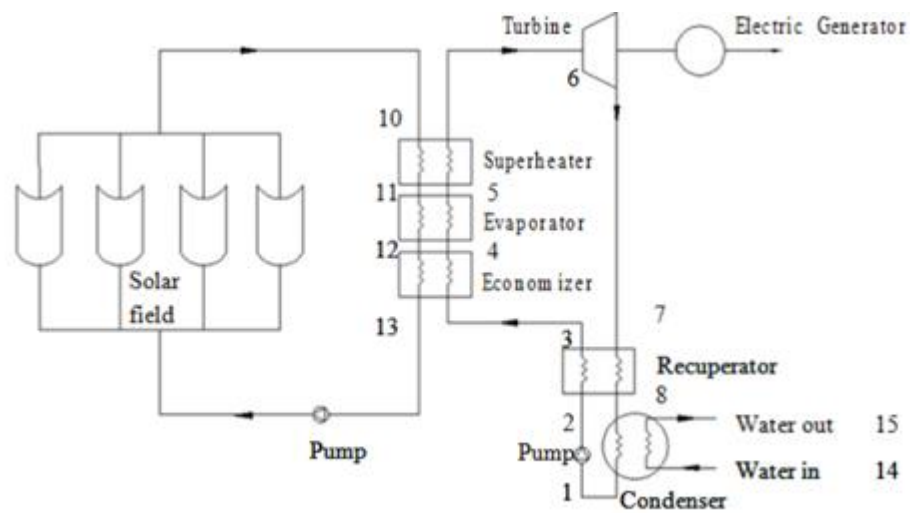 Turbine
Electric Generator
6
10
Superheater
11
5
Evaporator
12
4
Economizer
Solar
field
13
7
3
Recuperator
8
2
Water out 15
Pump
Pump
Water in 14
1
Condenser